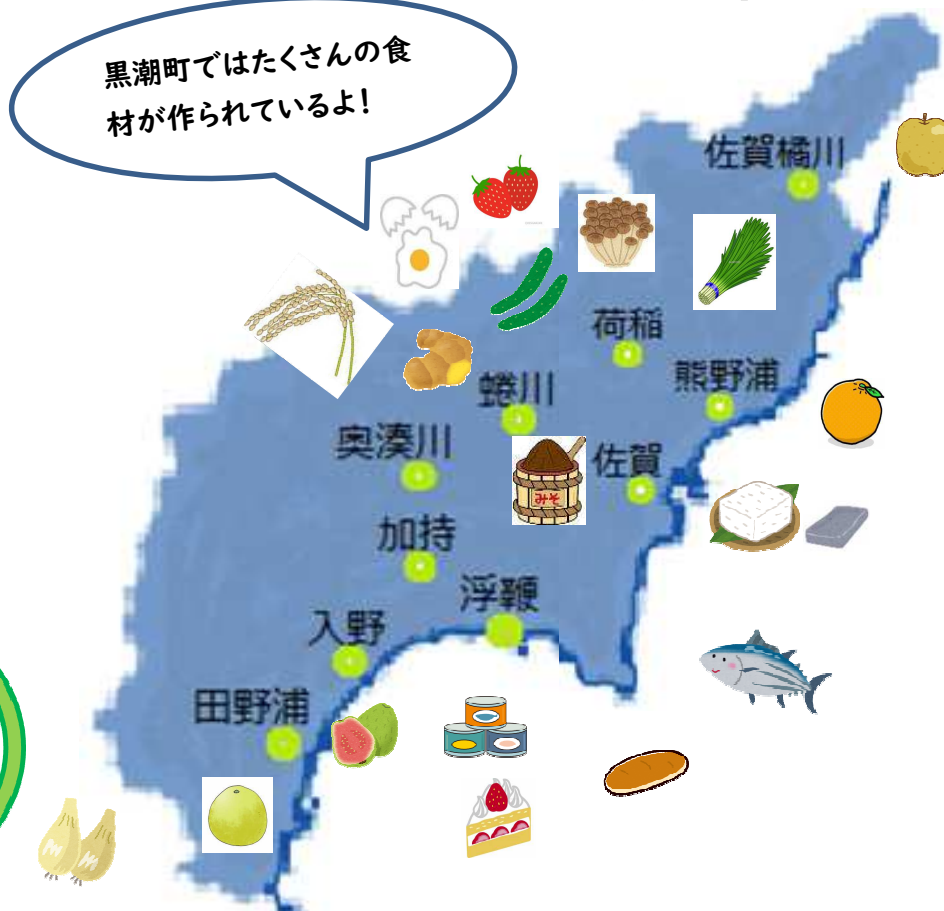 黒潮町ではたくさんの食
材が作られているよ!
佐賀橘川
荷稲
熊野浦
蜷川
奥湊川
佐賀
みそ
加持
浮鞭
入野
田野浦